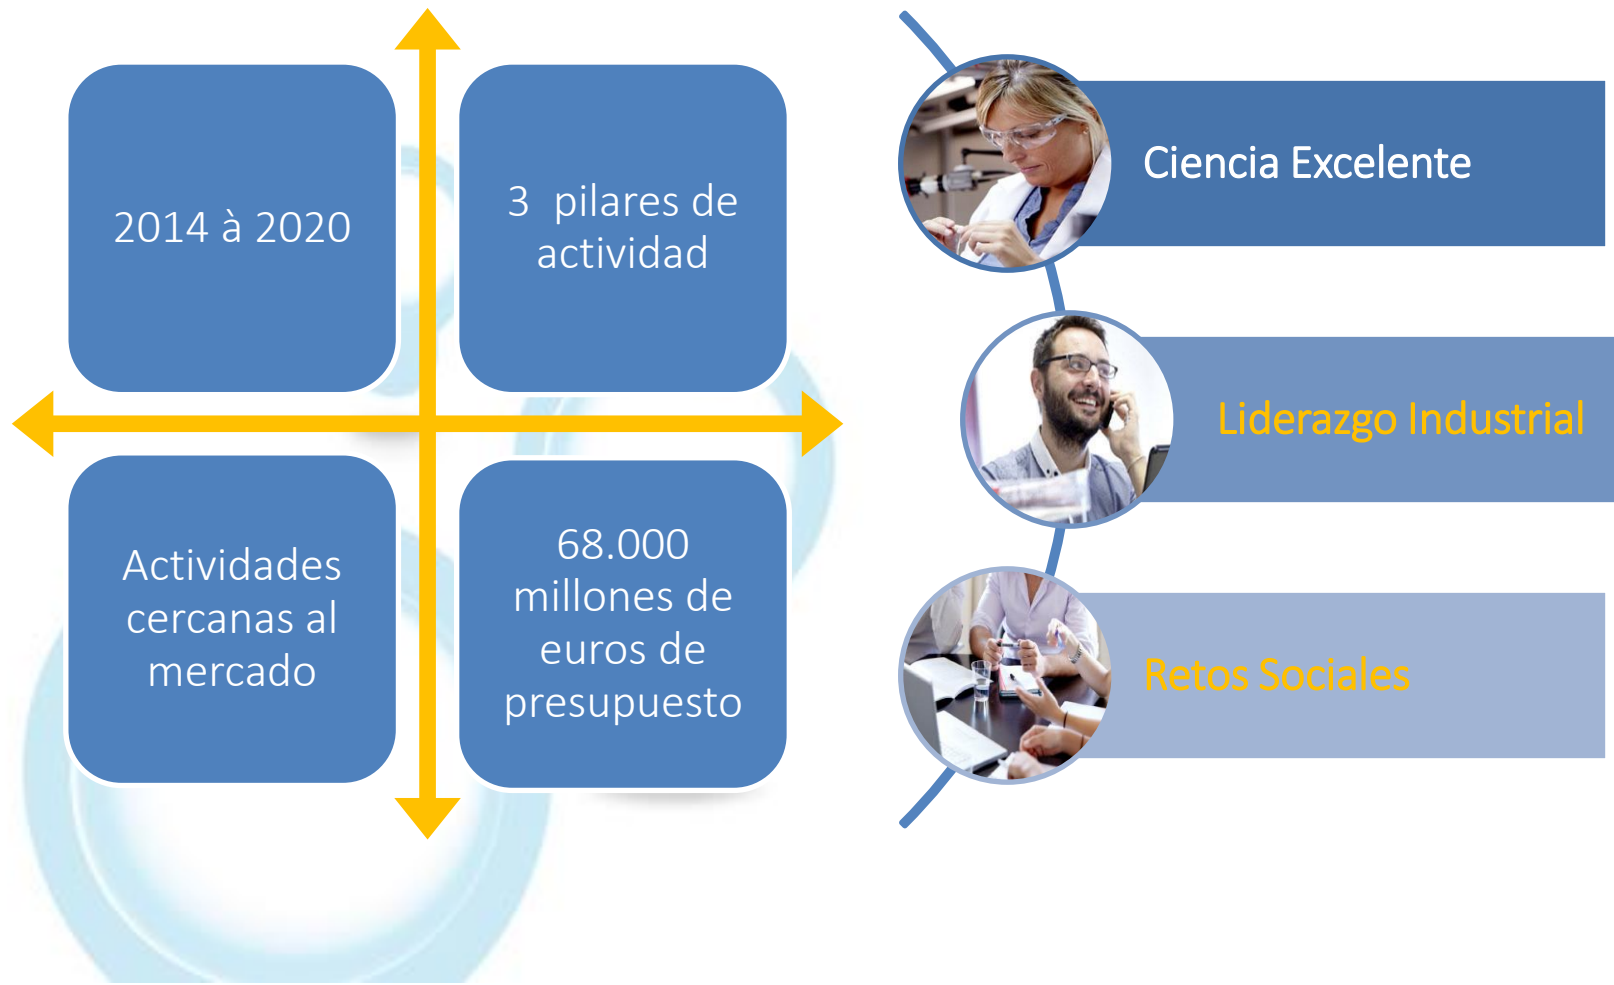 2014 à 2020
3 pilares de
actividad
Actividades
cercanas al
mercado
68.000
millones de
euros de
presupuesto
Ciencia Excelente
Liderazgo Industrial
Retos Sociales